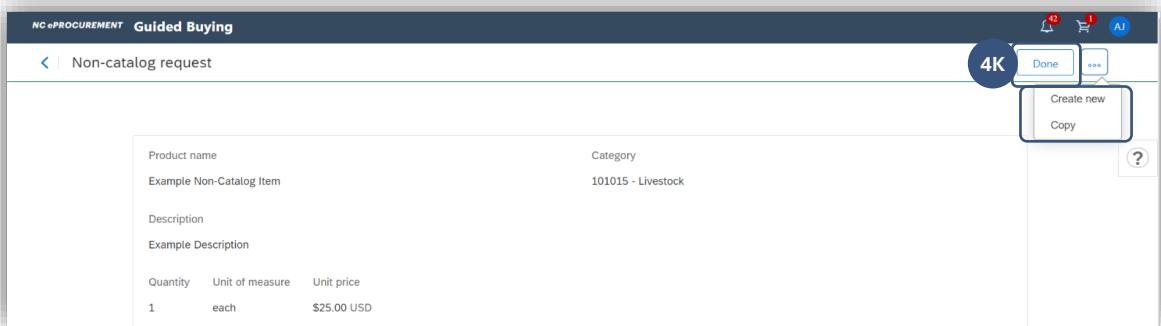 NC ePROCUREMENT Guided Buying 42 1 AJ
Non-catalog request 4K Done
Create new
Copy
Product name Category
Example Non-Catalog Item 101015 - Livestock
?
Description
Example Description
Quantity Unit of measure Unit price
1 each $25.00 USD